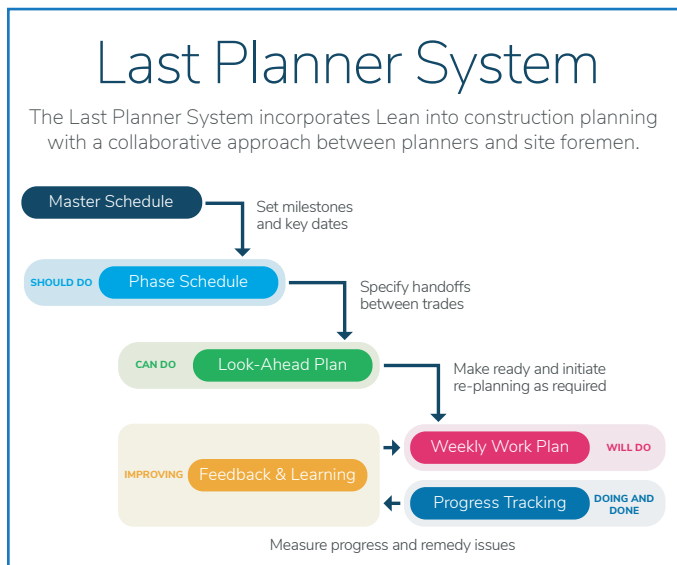 Last Planner System
The Last Planner System incorporates Lean into construction planning
with a collaborative approach between planners and site foremen.
Master Schedule
Set milestones
and key dates
SHOULD DO
Phase Schedule
Specify handoffs
between trades
CAN DO
Look-Ahead Plan
Make ready and initiate
re-planning as required
Weekly Work Plan
WILL DO
IMPROVING
Feedback & Learning
Progress Tracking
DOING AND
DONE
Measure progress and remedy issues